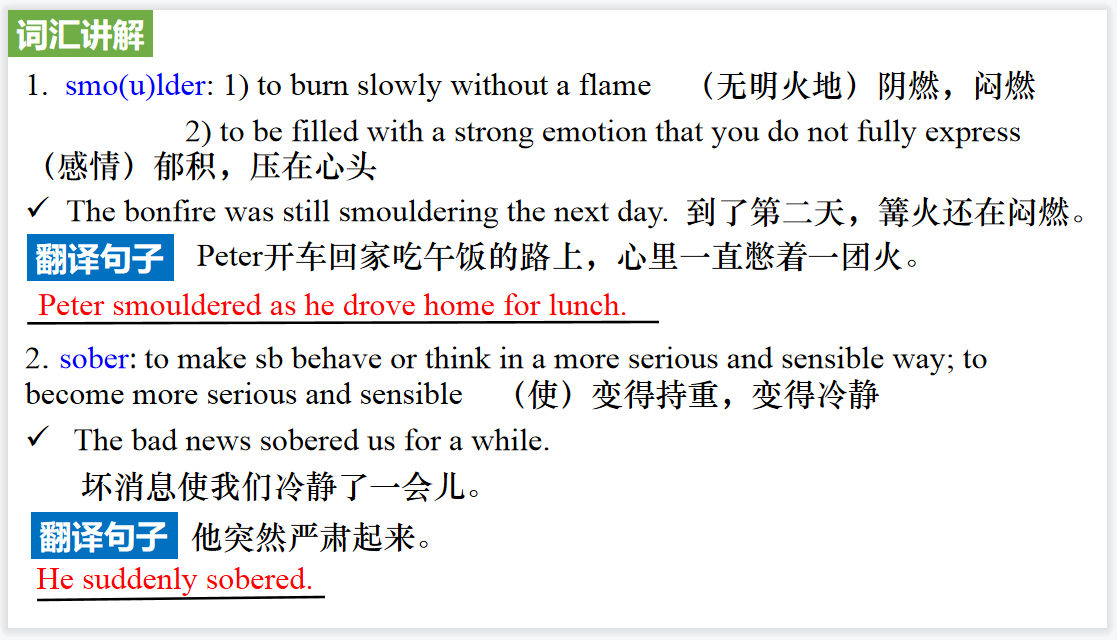 词汇讲解
1. smo(u)lder: 1) to burn slowly without a flame （无明火地）阴燃，闷燃
2) to be filled with a strong emotion that you do not fully express
（感情）郁积，压在心头
✓ The bonfire was still smouldering the next day. 到了第二天，篝火还在闷燃。
翻译句子 Peter开车回家吃午饭的路上，心里一直憋着一团火。
Peter smouldered as he drove home for lunch.
2. sober: to make sb behave or think in a more serious and sensible way; to
become more serious and sensible （使）变得持重，变得冷静
✓ The bad news sobered us for a while.
坏消息使我们冷静了一会儿。
翻译句子 他突然严肃起来。
He suddenly sobered.